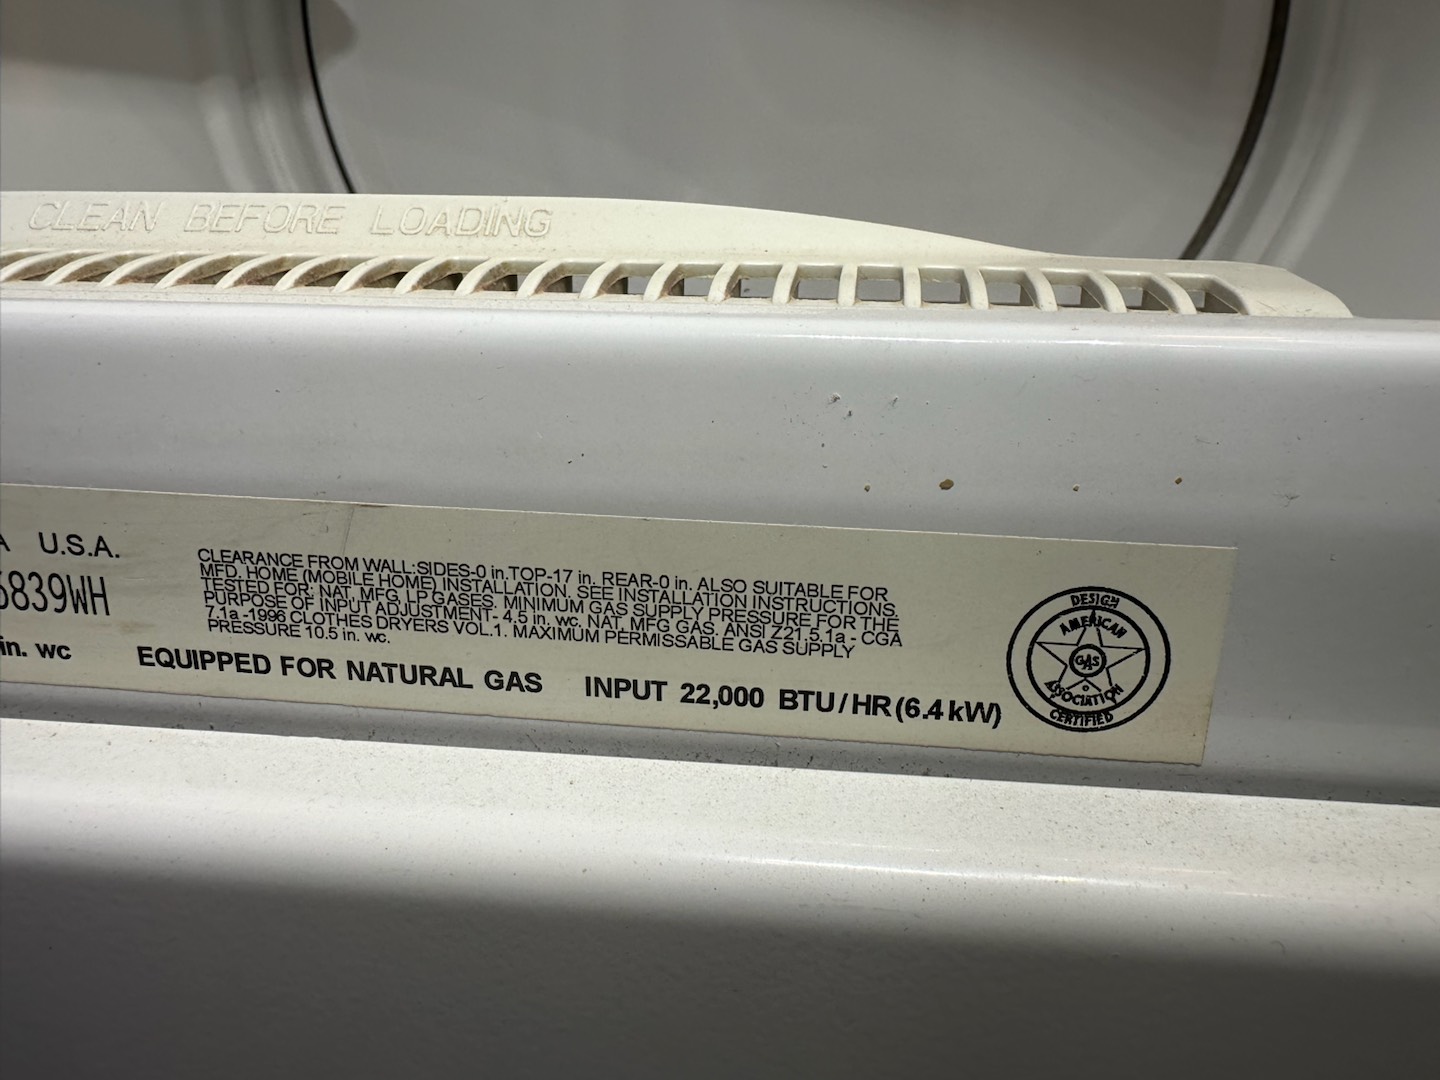 CLEAN BEFORE LOADING
U.S.A.
6839WH
in. wc
CLEARANCE FROM WALL:SIDES-0 in.TOP-17 in. REAR-0 in. ALSO SUITABLE FOR
MFD. HOME (MOBILE HOME) INSTALLATION. SEE INSTALLATION INSTRUCTIONS.
TESTED FOR: NAT. MFG. LP GASES. MINIMUM GAS SUPPLY PRESSURE FOR THE
PURPOSE OF INPUT ADJUSTMENT- 4.5 in. wc. NAT. MFG GAS. ANSI Z21.5.1a - CGA
7.1a -1996 CLOTHES DRYERS VOL.1. MAXIMUM PERMISSABLE GAS SUPPLY
PRESSURE 10.5 in. wc.
EQUIPPED FOR NATURAL GAS INPUT 22,000 BTU/HR(6.4 kW)
DESIGN
AMERICAN
GAS
ASSOCIATION
CERTIFIED